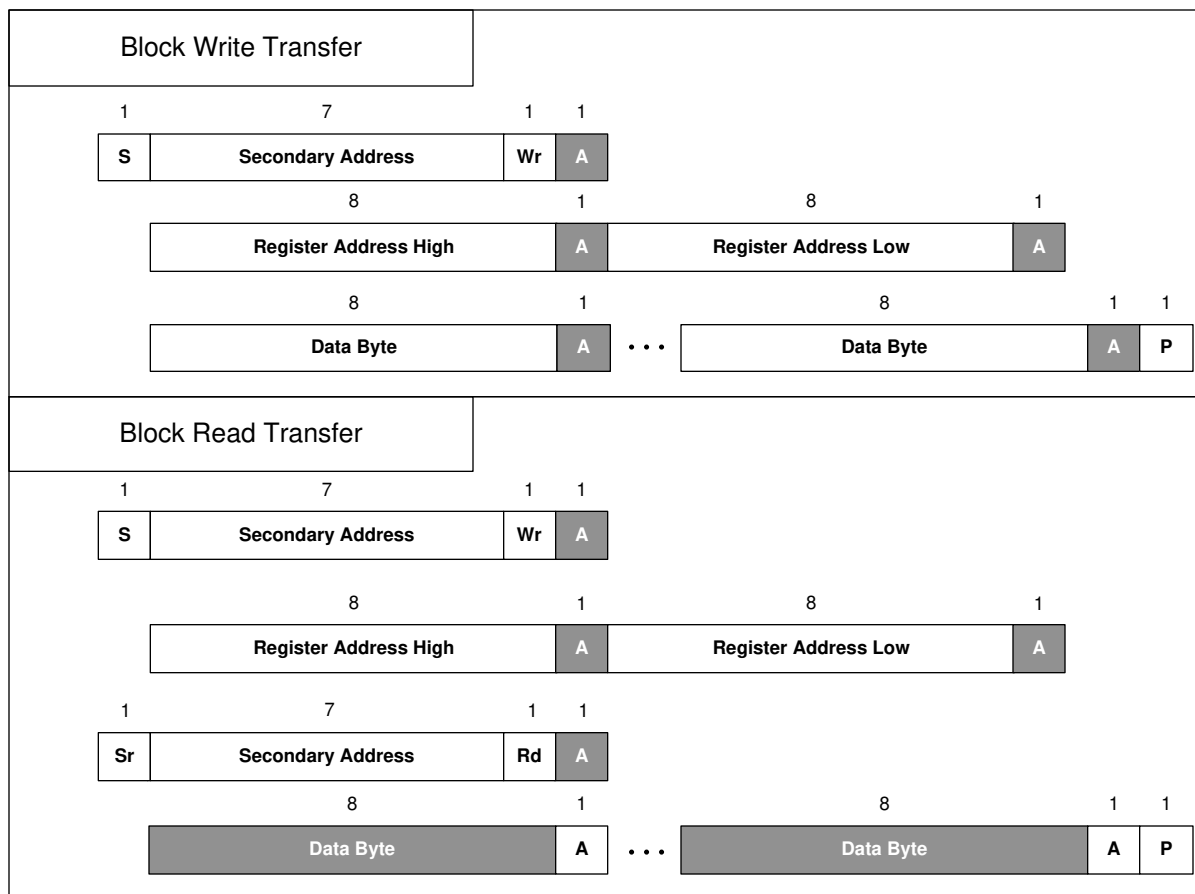 Block Write Transfer
1 7 1 1
S Secondary Address Wr A
8 1 8 1
Register Address High A Register Address Low A
8 1 8 1 1
Data Byte A • • • Data Byte A P
Block Read Transfer
1 7 1 1
S Secondary Address Wr A
8 1 8 1
Register Address High A Register Address Low A
1 7 1 1
Sr Secondary Address Rd A
8 1 8 1 1
Data Byte A • • • Data Byte A P